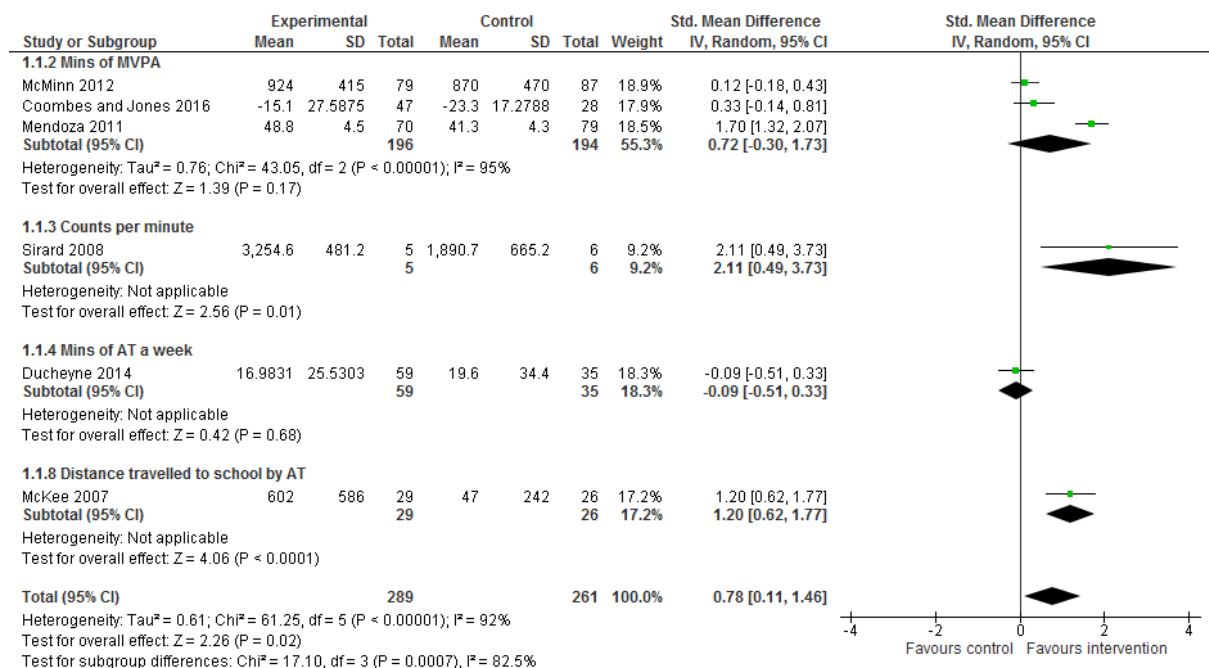 Experimental Control Std. Mean Difference Std. Mean Difference
Study or Subgroup Mean SD Total Mean SD Total Weight IV, Random, 95% CI IV, Random, 95% CI
1.1.2 Mins of MVPA
McMinn 2012 924 415 79 870 470 87 18.9% 0.12 [-0.18, 0.43]
Coombes and Jones 2016 -15.1 27.5875 47 -23.3 17.2788 28 17.9% 0.33 [-0.14, 0.81]
Mendoza 2011 48.8 4.5 70 41.3 4.3 79 18.5% 1.70 [1.32, 2.07]
Subtotal (95% CI) 196 194 55.3% 0.72 [-0.30, 1.73]
Heterogeneity: Tau² = 0.76; Chi² = 43.05, df = 2 (P < 0.00001); I² = 95%
Test for overall effect: Z = 1.39 (P = 0.17)
1.1.3 Counts per minute
Sirard 2008 3,254.6 481.2 5 1,890.7 665.2 6 9.2% 2.11 [0.49, 3.73]
Subtotal (95% CI) 5 6 9.2% 2.11 [0.49, 3.73]
Heterogeneity: Not applicable
Test for overall effect: Z = 2.56 (P = 0.01)
1.1.4 Mins of AT a week
Ducheyne 2014 16.9831 25.5303 59 19.6 34.4 35 18.3% -0.09 [-0.51, 0.33]
Subtotal (95% CI) 59 35 18.3% -0.09 [-0.51, 0.33]
Heterogeneity: Not applicable
Test for overall effect: Z = 0.42 (P = 0.68)
1.1.8 Distance travelled to school by AT
McKee 2007 602 586 29 47 242 26 17.2% 1.20 [0.62, 1.77]
Subtotal (95% CI) 29 26 17.2% 1.20 [0.62, 1.77]
Heterogeneity: Not applicable
Test for overall effect: Z = 4.06 (P < 0.0001)
Total (95% CI) 289 261 100.0% 0.78 [0.11, 1.46]
Heterogeneity: Tau² = 0.61; Chi² = 61.25, df = 5 (P < 0.00001); I² = 92%
Test for overall effect: Z = 2.26 (P = 0.02)
Test for subgroup differences: Chi² = 17.10, df = 3 (P = 0.0007), I² = 82.5%
-4 -2 0 2 4
Favours control Favours intervention